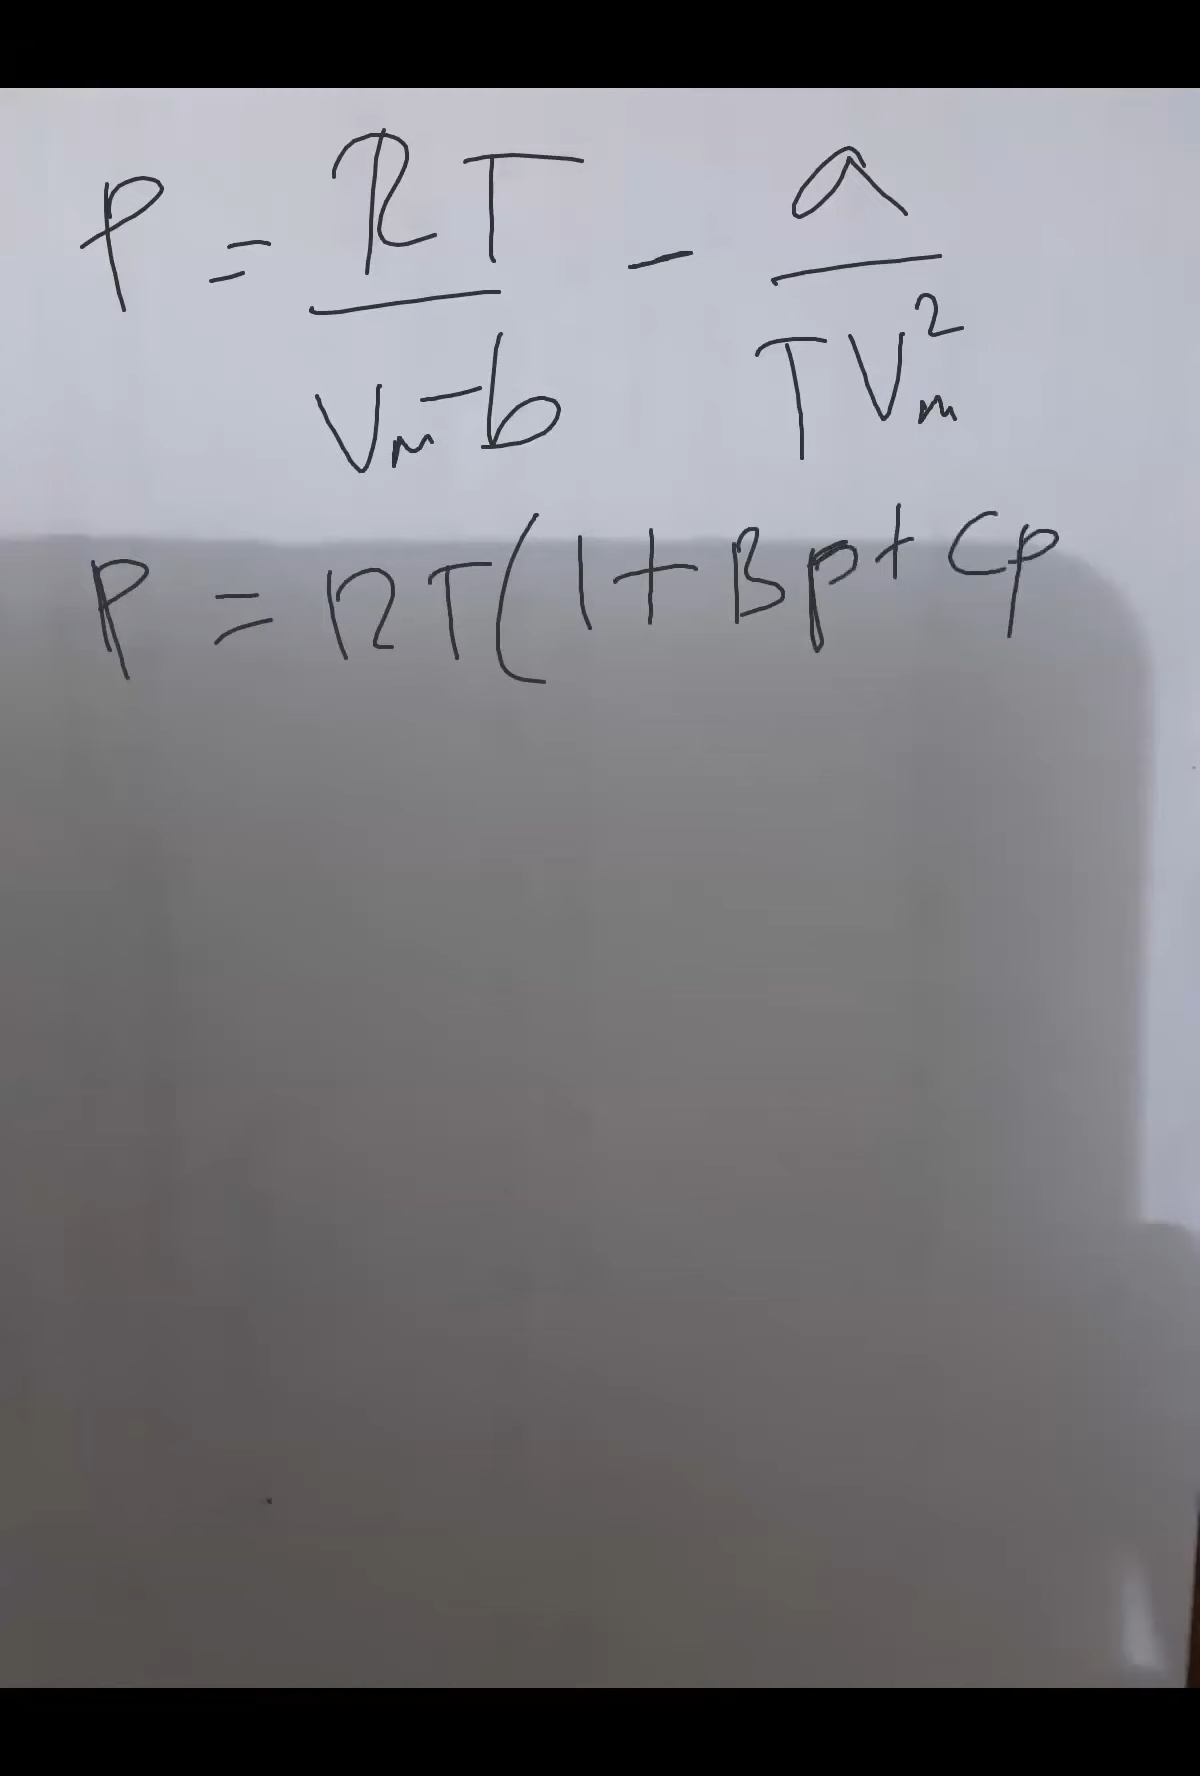 P = RT/(Vm-b) - a/(TVm²)
P = RT(1+Bp+Cp